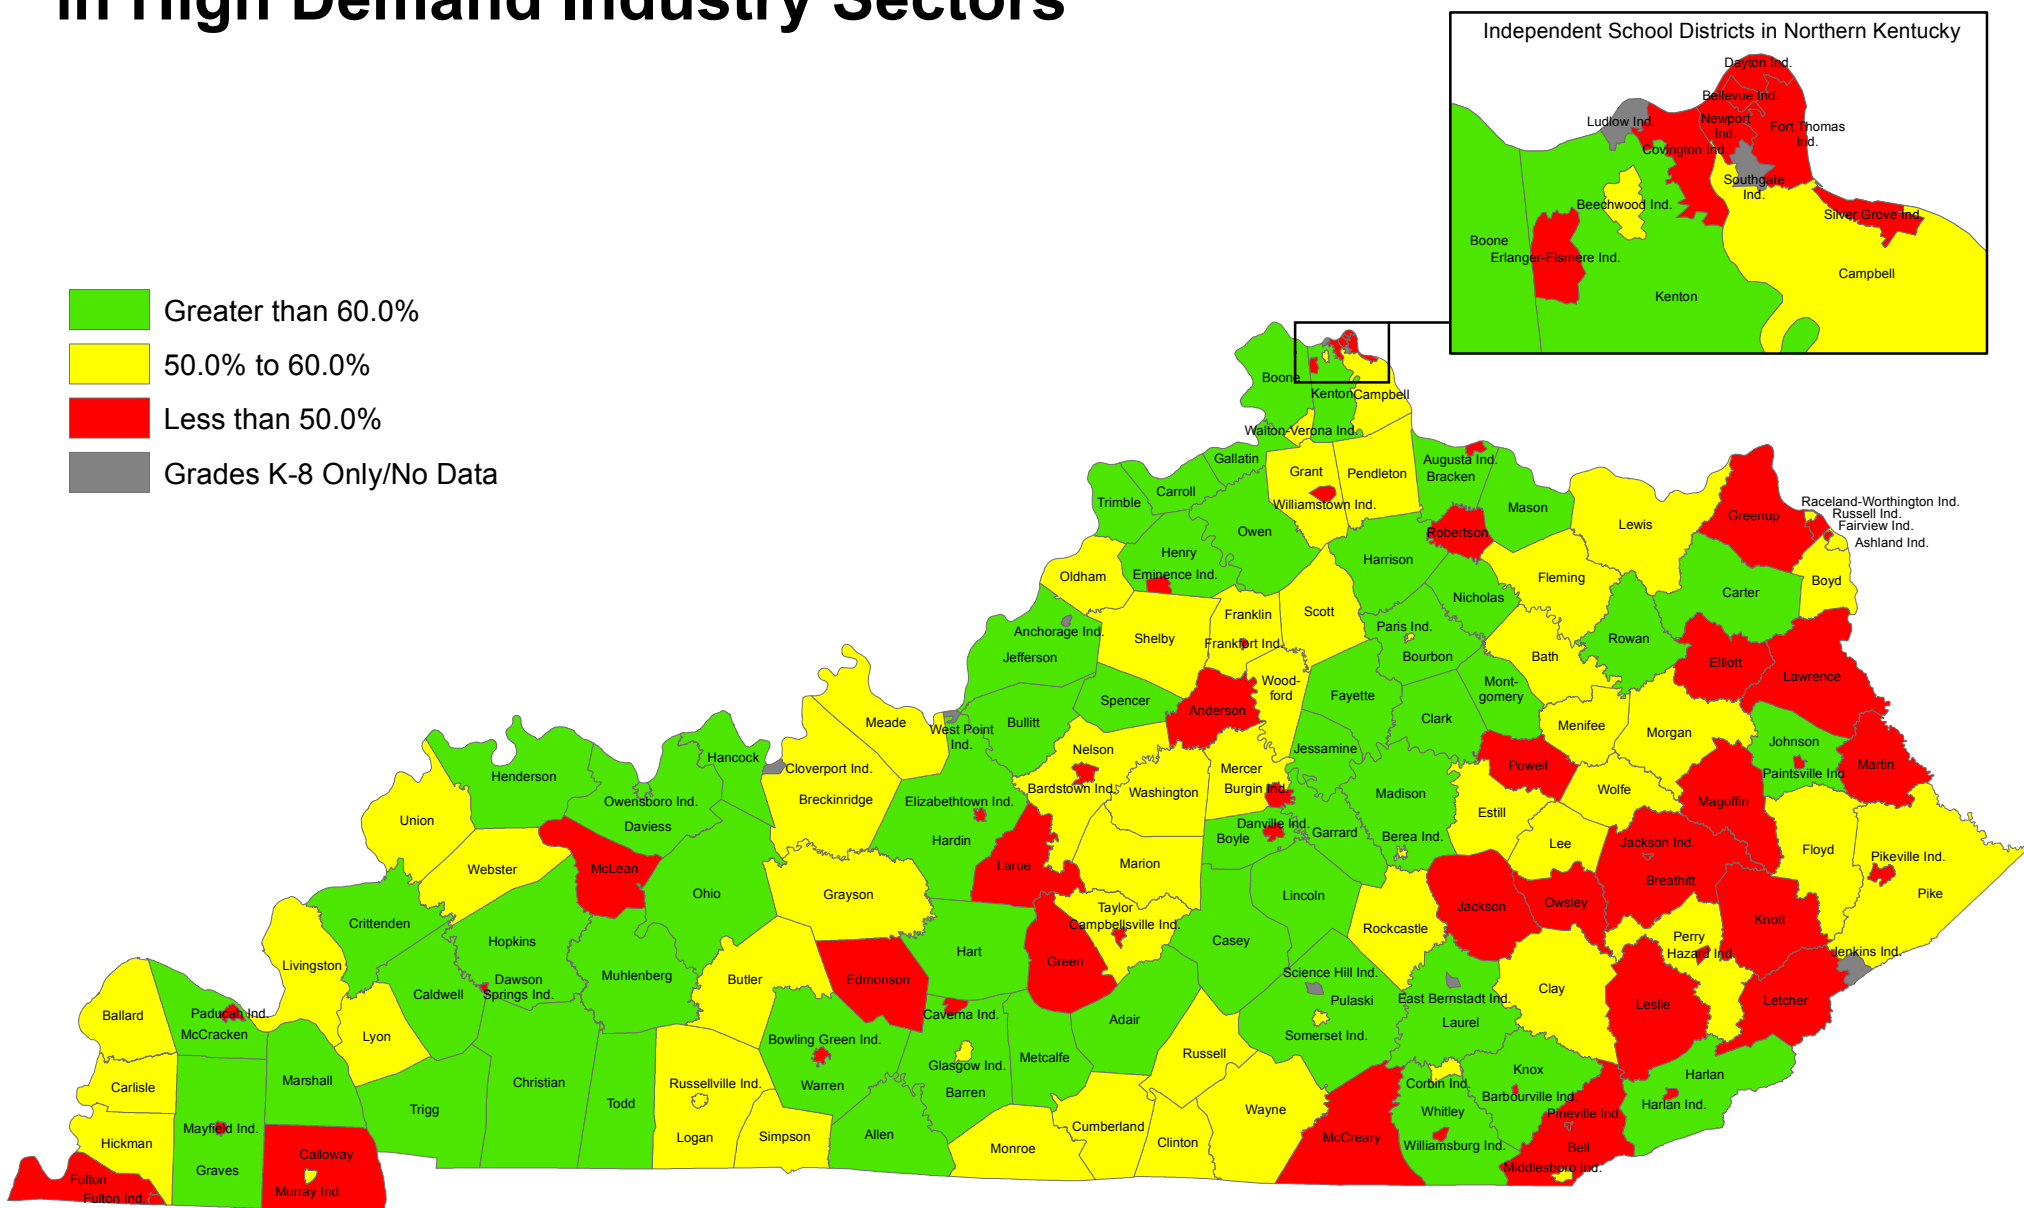 in High Demand Industry Sectors
Independent School Districts in Northern Kentucky
Dayton Ind.
Bellevue Ind.
Ludlow Ind.
Newport
Ind.
Fort Thomas
Ind.
Covington Ind.
Southgate
Ind.
Beechwood Ind.
Silver Grove Ind.
Boone
Erlanger-Elsmere Ind.
Campbell
Kenton
Greater than 60.0%
50.0% to 60.0%
Less than 50.0%
Grades K-8 Only/No Data
Boone
Kenton
Campbell
Walton-Verona Ind.
Gallatin
Grant
Pendleton
Augusta Ind.
Bracken
Trimble
Carroll
Williamstown Ind.
Mason
Raceland-Worthington Ind.
Russell Ind.
Fairview Ind.
Ashland Ind.
Greenup
Lewis
Owen
Robertson
Henry
Harrison
Eminence Ind.
Oldham
Fleming
Boyd
Carter
Nicholas
Franklin
Scott
Paris Ind.
Anchorage Ind.
Shelby
Frankfort Ind.
Rowan
Jefferson
Bourbon
Bath
Elliott
Lawrence
Wood-
ford
Mont-
gomery
Fayette
Spencer
Anderson
Clark
Meade
Bullitt
West Point
Ind.
Menifee
Morgan
Johnson
Nelson
Jessamine
Hancock
Cloverport Ind.
Mercer
Powell
Paintsville Ind.
Martin
Henderson
Bardstown Ind.
Burgin Ind.
Washington
Madison
Wolfe
Magoffin
Owensboro Ind.
Breckinridge
Elizabethtown Ind.
Estill
Union
Daviess
Danville Ind.
Boyle
Garrard
Berea Ind.
Hardin
Lee
Jackson Ind.
Floyd
Pikeville Ind.
Webster
McLean
Larue
Marion
Breathitt
Ohio
Grayson
Lincoln
Pike
Taylor
Jackson
Owsley
Knott
Crittenden
Campbellsville Ind.
Rockcastle
Hopkins
Casey
Perry
Hart
Hazard Ind.
Jenkins Ind.
Livingston
Green
Muhlenberg
Butler
Edmonson
Science Hill Ind.
Dawson
Springs Ind.
Caldwell
Pulaski
East Bernstadt Ind.
Clay
Leslie
Letcher
Ballard
Paducah Ind.
McCracken
Caverna Ind.
Adair
Laurel
Somerset Ind.
Lyon
Bowling Green Ind.
Russell
Metcalfe
Glasgow Ind.
Knox
Harlan
Carlisle
Marshall
Christian
Russellville Ind.
Warren
Barren
Corbin Ind.
Barbourville Ind.
Trigg
Todd
Wayne
Whitley
Harlan Ind.
Pineville Ind.
Mayfield Ind.
Cumberland
Hickman
Logan
Simpson
Allen
Monroe
Clinton
McCreary
Williamsburg Ind.
Bell
Calloway
Graves
Middlesboro Ind.
Fulton
Murray Ind.
Fulton Ind.